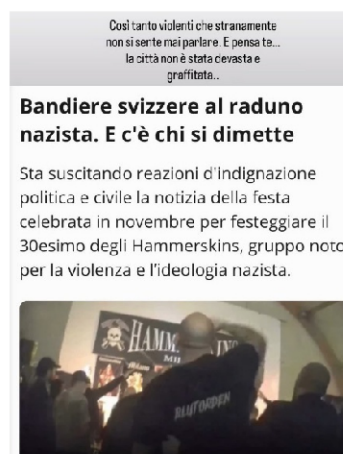 Così tanto violenti che stranamente
non si sente mai parlare. E pensa te...
la città non è stata devasta e
graffitata..
Bandiere svizzere al raduno
nazista. E c'è chi si dimette
Sta suscitando reazioni d'indignazione
politica e civile la notizia della festa
celebrata in novembre per festeggiare il
30esimo degli Hammerskins, gruppo noto
per la violenza e l'ideologia nazista.
HAMM
BLUTORDEN